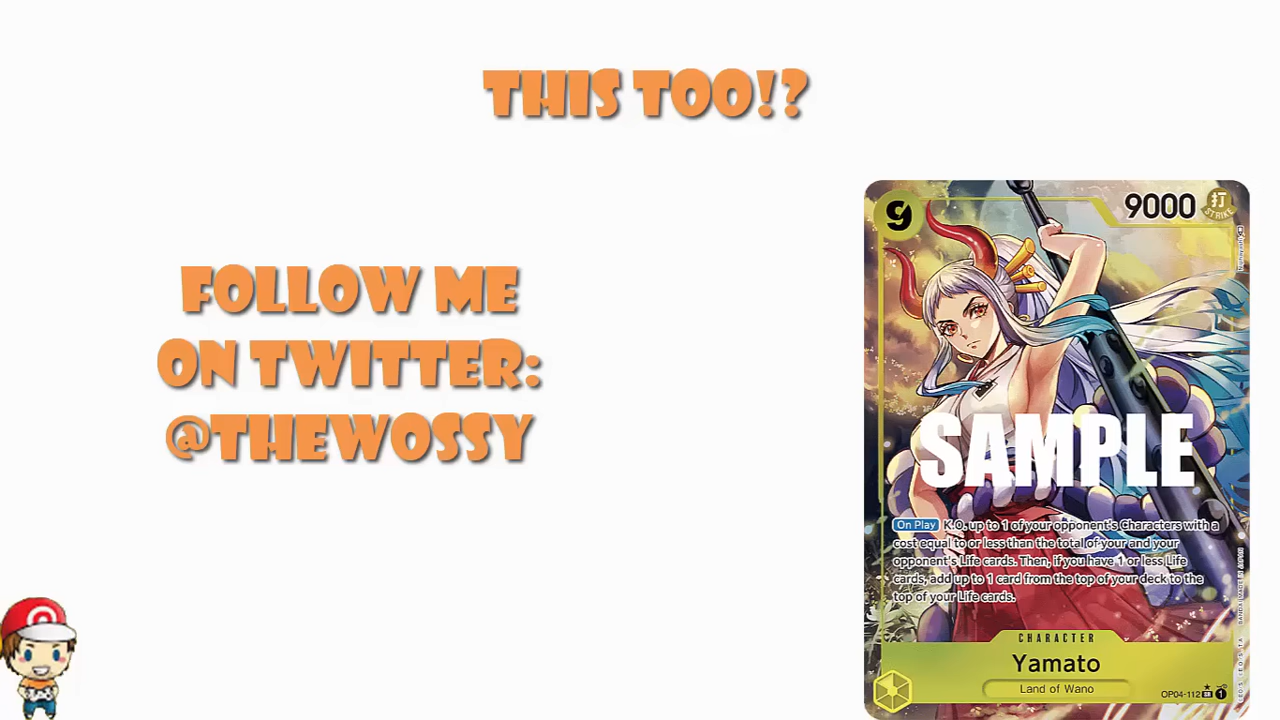 THIS TOO!?
FOLLOW ME
ON TWITTER:
@THEWOSSY
9
9000
打
STRIKE
SAMPLE
On Play K.O. up to 1 of your opponent's Characters with a
cost equal to or less than the total of your and your
opponent's Life cards. Then, if you have 1 or less Life
cards, add up to 1 card from the top of your deck to the
top of your Life cards.
CHARACTER
Yamato
Land of Wano
OP04-112 SR 1